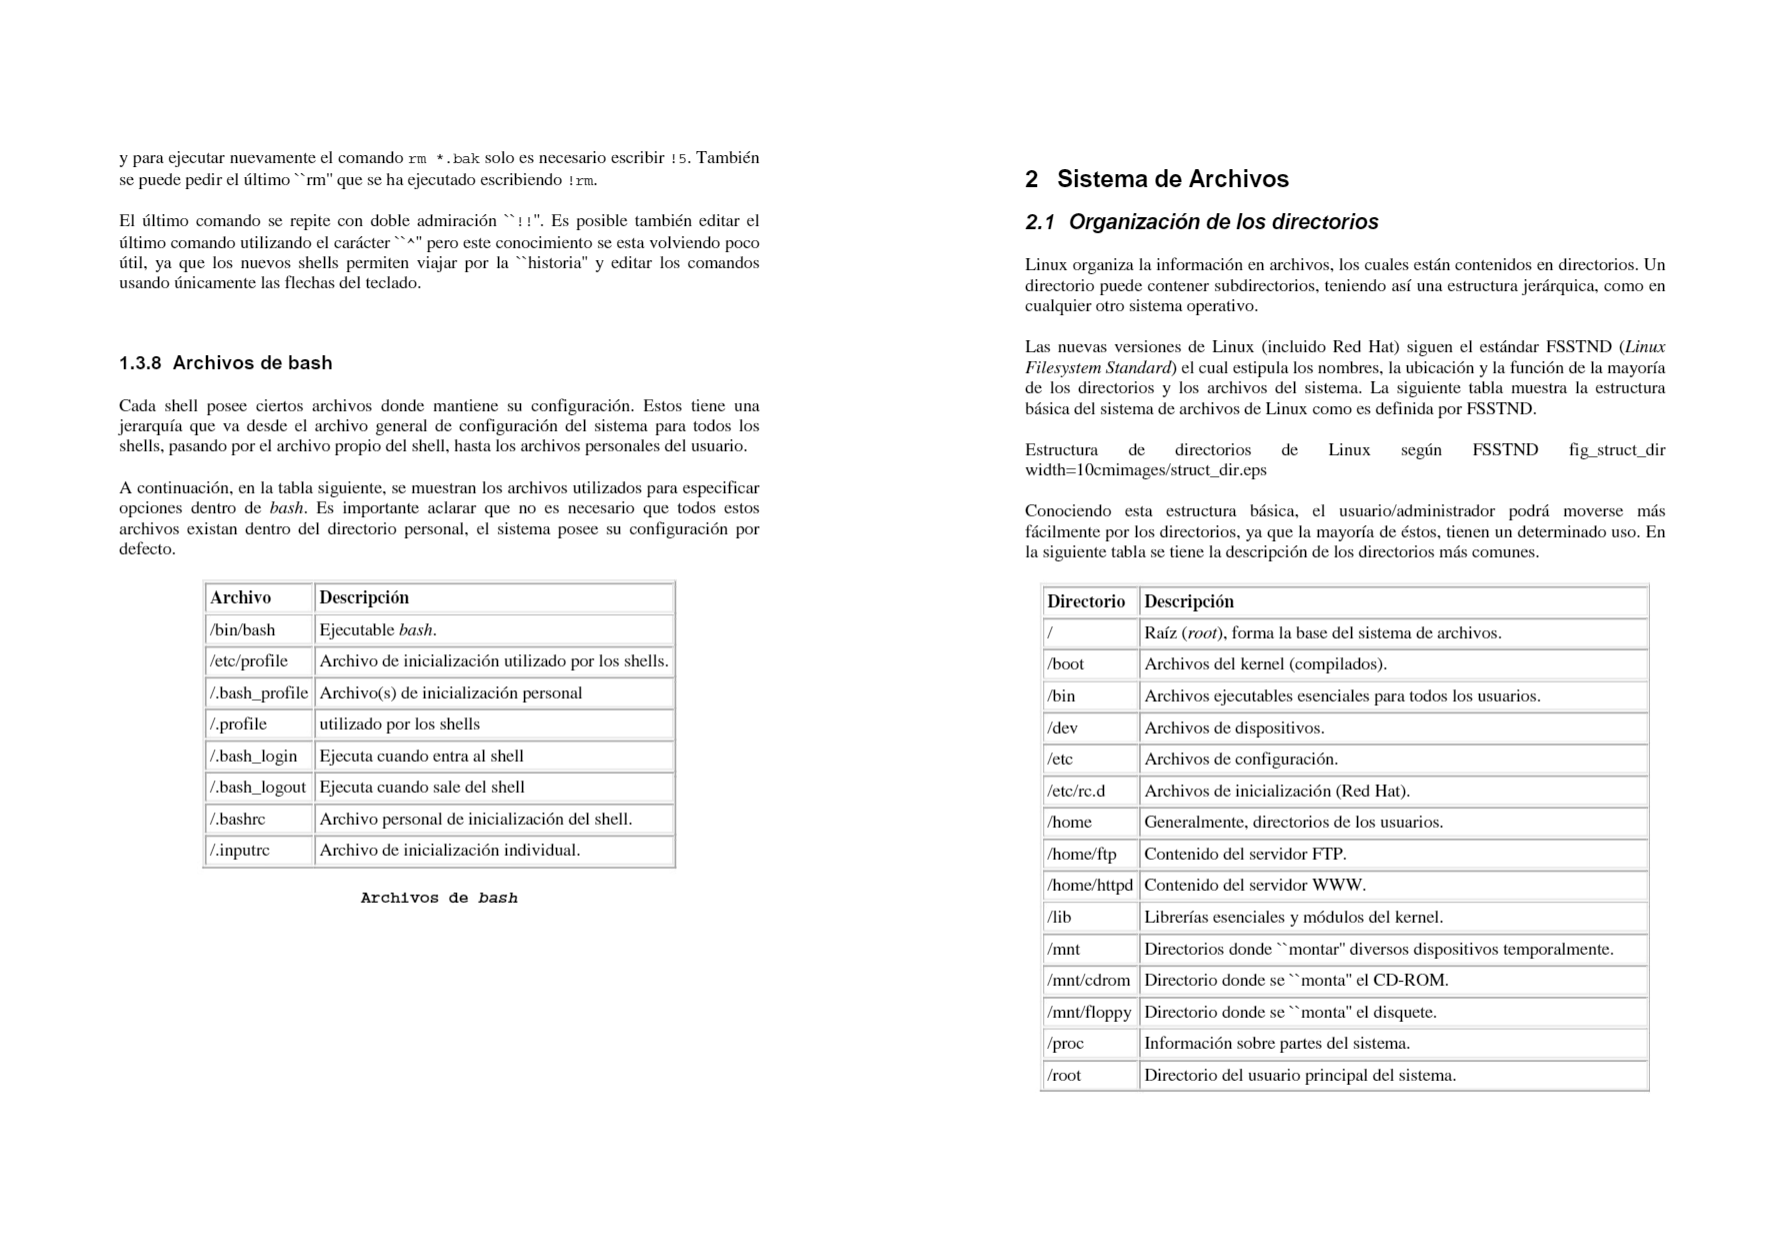 y para ejecutar nuevamente el comando rm *.bak solo es necesario escribir !5. También
se puede pedir el último ``rm'' que se ha ejecutado escribiendo !rm.
El último comando se repite con doble admiración ``!!''. Es posible también editar el
último comando utilizando el carácter ``^'' pero este conocimiento se esta volviendo poco
útil, ya que los nuevos shells permiten viajar por la ``historia'' y editar los comandos
usando únicamente las flechas del teclado.
1.3.8 Archivos de bash
Cada shell posee ciertos archivos donde mantiene su configuración. Estos tiene una
jerarquía que va desde el archivo general de configuración del sistema para todos los
shells, pasando por el archivo propio del shell, hasta los archivos personales del usuario.
A continuación, en la tabla siguiente, se muestran los archivos utilizados para especificar
opciones dentro de bash. Es importante aclarar que no es necesario que todos estos
archivos existan dentro del directorio personal, el sistema posee su configuración por
defecto.
Archivo Descripción
/bin/bash Ejecutable bash.
/etc/profile Archivo de inicialización utilizado por los shells.
/.bash_profile Archivo(s) de inicialización personal
/.profile utilizado por los shells
/.bash_login Ejecuta cuando entra al shell
/.bash_logout Ejecuta cuando sale del shell
/.bashrc Archivo personal de inicialización del shell.
/.inputrc Archivo de inicialización individual.
Archivos de bash
2 Sistema de Archivos
2.1 Organización de los directorios
Linux organiza la información en archivos, los cuales están contenidos en directorios. Un
directorio puede contener subdirectorios, teniendo así una estructura jerárquica, como en
cualquier otro sistema operativo.
Las nuevas versiones de Linux (incluido Red Hat) siguen el estándar FSSTND (Linux
Filesystem Standard) el cual estipula los nombres, la ubicación y la función de la mayoría
de los directorios y los archivos del sistema. La siguiente tabla muestra la estructura
básica del sistema de archivos de Linux como es definida por FSSTND.
Estructura de directorios de Linux según FSSTND fig_struct_dir
width=10cmimages/struct_dir.eps
Conociendo esta estructura básica, el usuario/administrador podrá moverse más
fácilmente por los directorios, ya que la mayoría de éstos, tienen un determinado uso. En
la siguiente tabla se tiene la descripción de los directorios más comunes.
Directorio Descripción
/ Raíz (root), forma la base del sistema de archivos.
/boot Archivos del kernel (compilados).
/bin Archivos ejecutables esenciales para todos los usuarios.
/dev Archivos de dispositivos.
/etc Archivos de configuración.
/etc/rc.d Archivos de inicialización (Red Hat).
/home Generalmente, directorios de los usuarios.
/home/ftp Contenido del servidor FTP.
/home/httpd Contenido del servidor WWW.
/lib Librerías esenciales y módulos del kernel.
/mnt Directorios donde ``montar'' diversos dispositivos temporalmente.
/mnt/cdrom Directorio donde se ``monta'' el CD-ROM.
/mnt/floppy Directorio donde se ``monta'' el disquete.
/proc Información sobre partes del sistema.
/root Directorio del usuario principal del sistema.